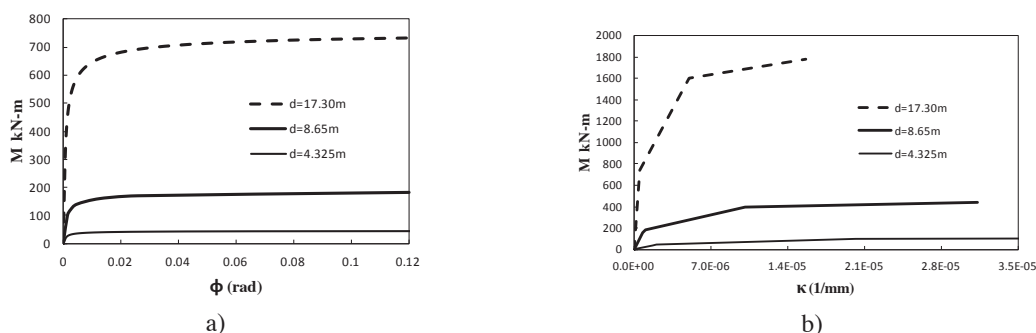 800
700
600
500
400
300
200
100
0
M kN-m
d=17.30m
d=8.65m
d=4.325m
0 0.02 0.04 0.06 0.08 0.1 0.12
ϕ (rad)
a)
2000
1800
1600
1400
1200
1000
800
600
400
200
0
M kN-m
d=17.30m
d=8.65m
d=4.325m
0.0E+00 7.0E-06 1.4E-05 2.1E-05 2.8E-05 3.5E-05
κ (1/mm)
b)